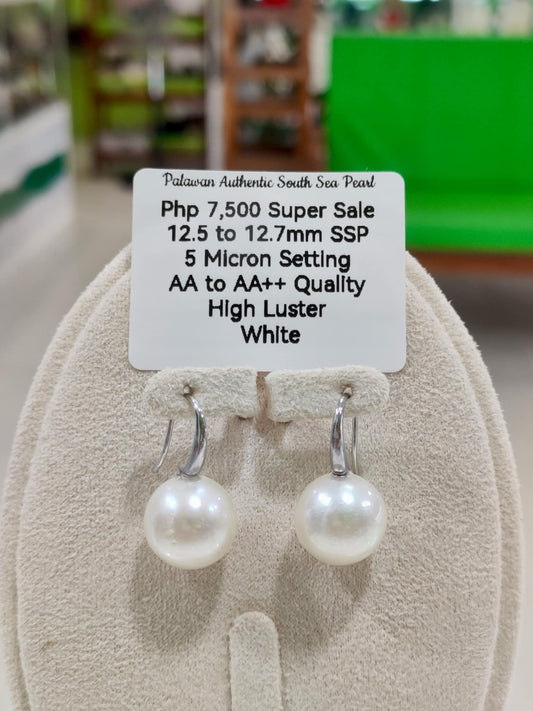 Palawan Authentic South Sea Pearl
Php 7,500 Super Sale
12.5 to 12.7mm SSP
5 Micron Setting
AA to AA++ Quality
High Luster
White